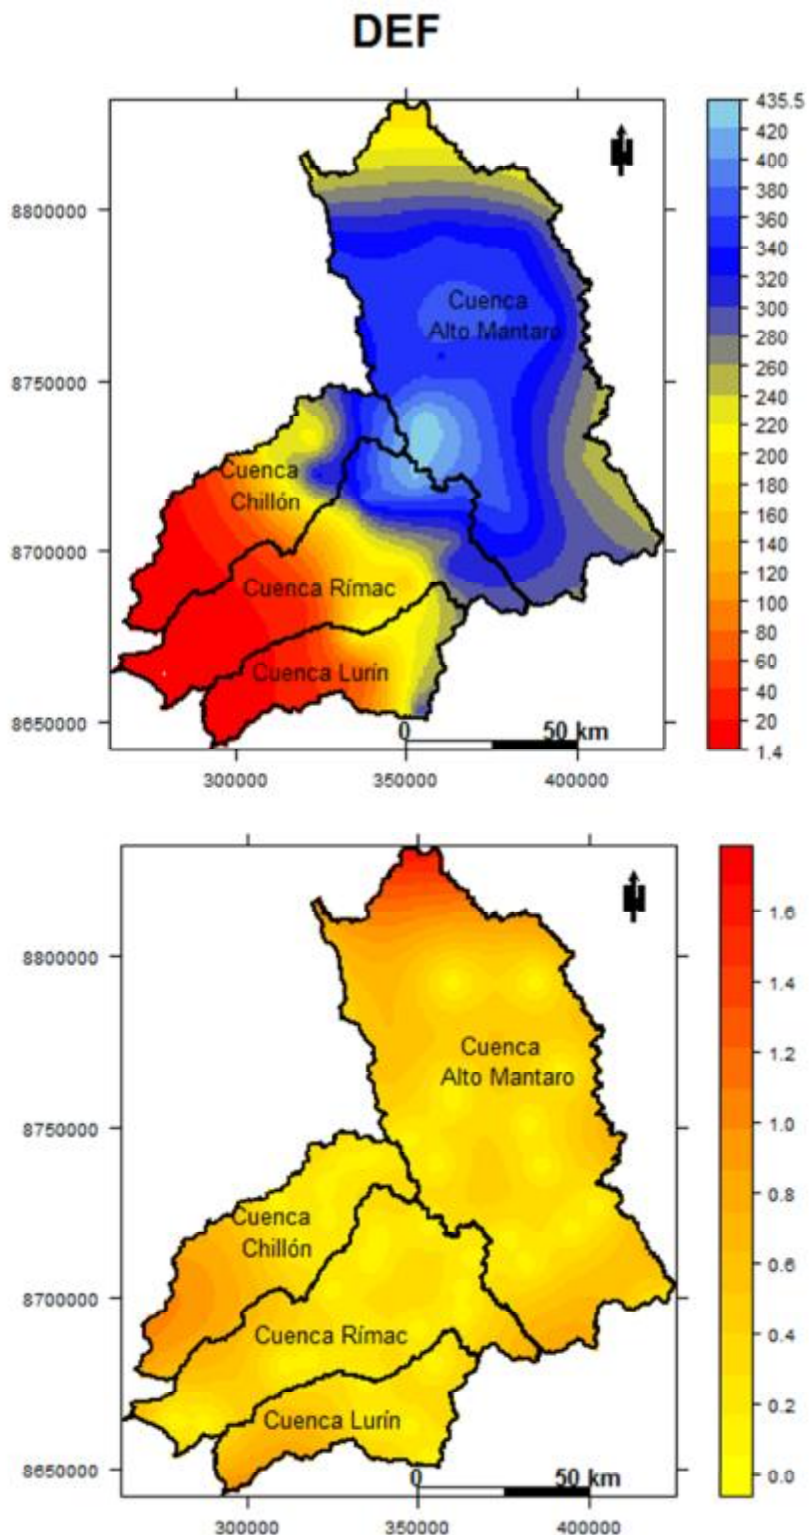 DEF
435.5
420
400
380
360
340
320
300
280
260
240
220
200
180
160
140
120
100
80
60
40
20
1.4
8800000
8750000
8700000
8650000
Cuenca
Alto Mantaro
Cuenca
Chillón
Cuenca Rímac
Cuenca Lurín
0 50 km
300000 350000 400000
N
8800000
8750000
8700000
8650000
Cuenca
Alto Mantaro
Cuenca
Chillón
Cuenca Rímac
Cuenca Lurín
0 50 km
300000 350000 400000
N
1.6
1.4
1.2
1.0
0.8
0.6
0.4
0.2
0.0